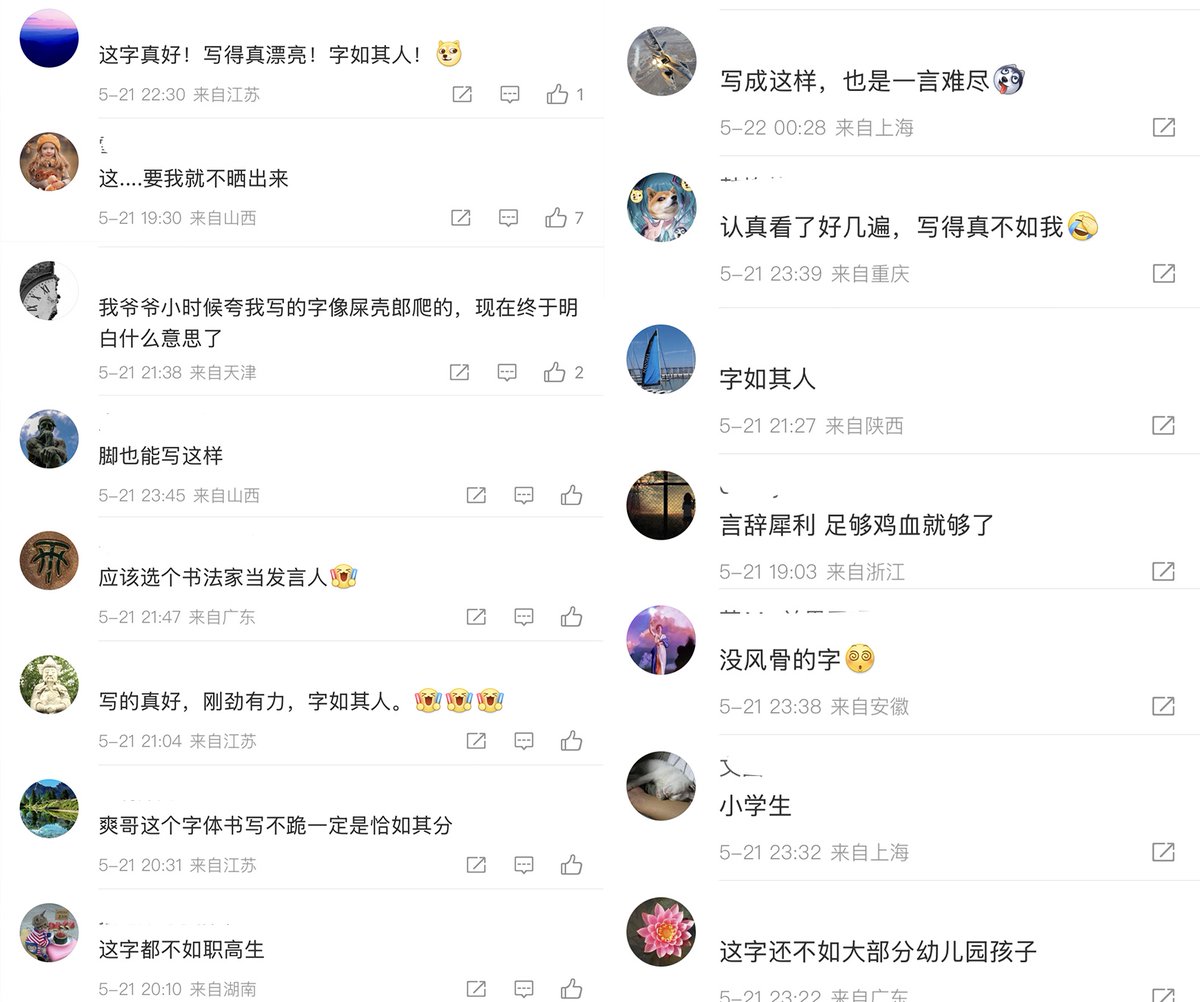 这字真好！写得真漂亮！字如其人！
5-21 22:30 来自江苏
1
这....要我就不晒出来
5-21 19:30 来自山西
7
我爷爷小时候夸我写的字像屎壳郎爬的，现在终于明
白什么意思了
5-21 21:38 来自天津
2
脚也能写这样
5-21 23:45 来自山西
应该选个书法家当发言人
5-21 21:47 来自广东
写的真好，刚劲有力，字如其人。
5-21 21:04 来自江苏
爽哥这个字体书写不跪一定是恰如其分
5-21 20:31 来自江苏
这字都不如职高生
5-21 20:10 来自湖南
写成这样，也是一言难尽
5-22 00:28 来自上海
认真看了好几遍，写得真不如我
5-21 23:39 来自重庆
字如其人
5-21 21:27 来自陕西
言辞犀利 足够鸡血就够了
5-21 19:03 来自浙江
没风骨的字
5-21 23:38 来自安徽
小学生
5-21 23:32 来自上海
这字还不如大部分幼儿园孩子
5-21 23:22 来自广东